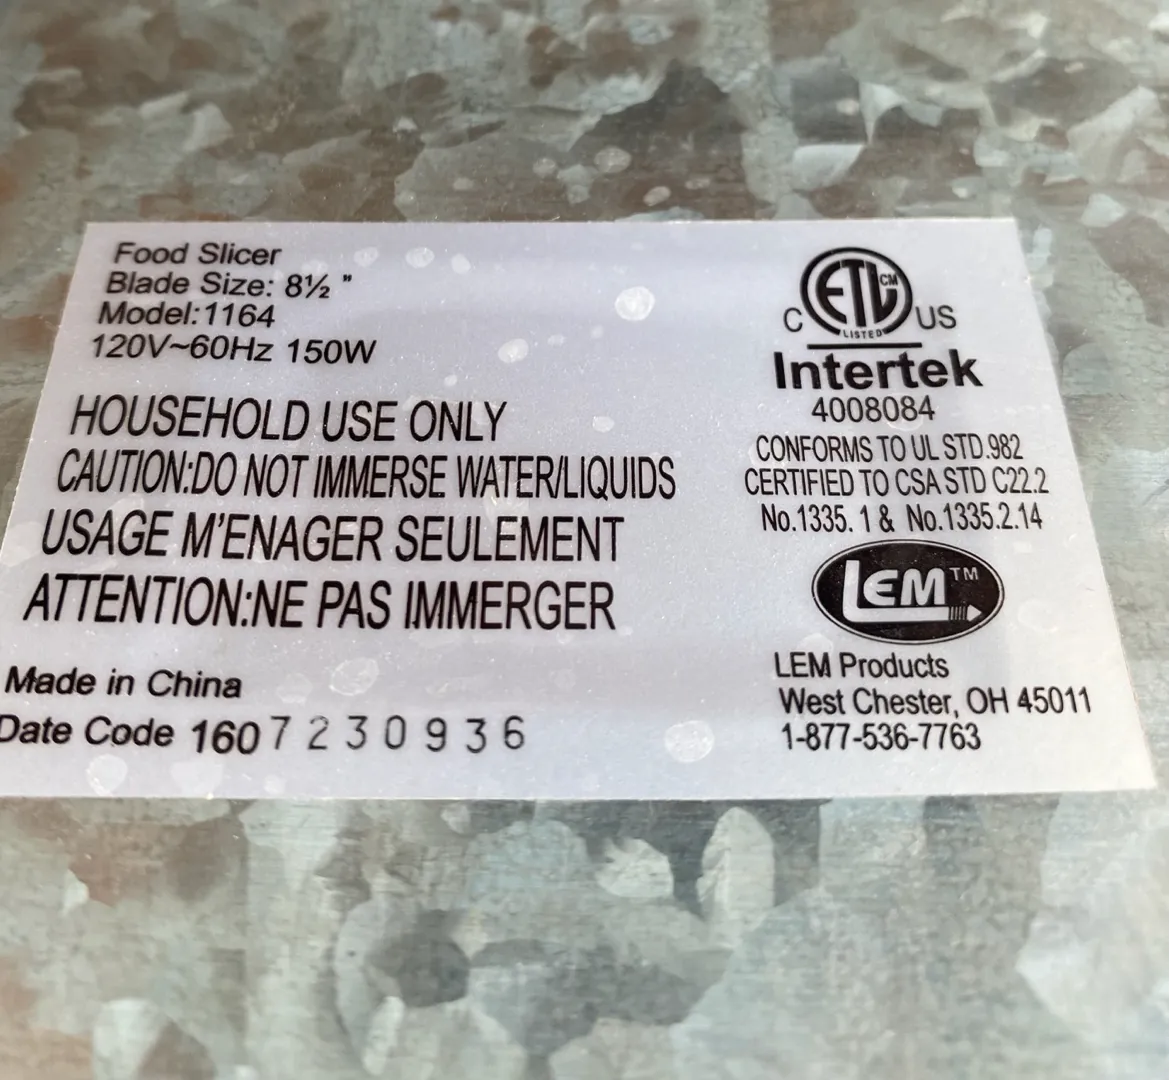 Food Slicer
Blade Size: 8½ "
Model:1164
120V~60Hz 150W
HOUSEHOLD USE ONLY
CAUTION:DO NOT IMMERSE WATER/LIQUIDS
USAGE M'ENAGER SEULEMENT
ATTENTION:NE PAS IMMERGER
Made in China
Date Code 1607230936
C ETL CM US
LISTED
Intertek
4008084
CONFORMS TO UL STD.982
CERTIFIED TO CSA STD C22.2
No.1335. 1 & No.1335.2.14
LEM™
LEM Products
West Chester, OH 45011
1-877-536-7763